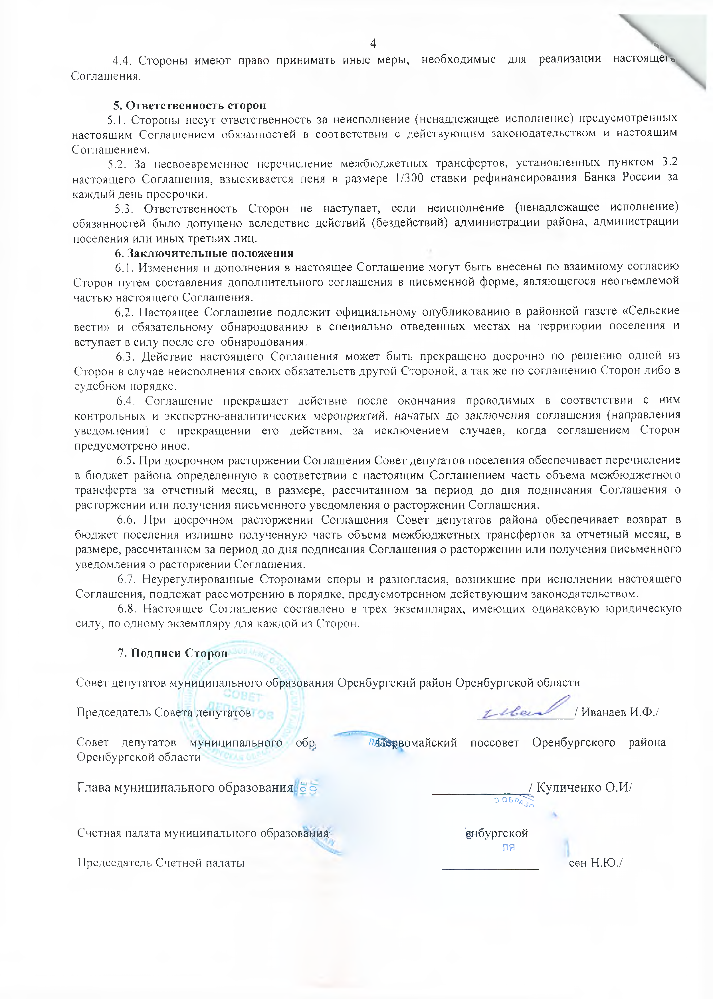 4
4.4. Стороны имеют право принимать иные меры, необходимые для реализации настоящего
Соглашения.
5. Ответственность сторон
5.1. Стороны несут ответственность за неисполнение (ненадлежащее исполнение) предусмотренных
настоящим Соглашением обязанностей в соответствии с действующим законодательством и настоящим
Соглашением.
5.2. За несвоевременное перечисление межбюджетных трансфертов, установленных пунктом 3.2
настоящего Соглашения, взыскивается пеня в размере 1/300 ставки рефинансирования Банка России за
каждый день просрочки.
5.3. Ответственность Сторон не наступает, если неисполнение (ненадлежащее исполнение)
обязанностей было допущено вследствие действий (бездействий) администрации района, администрации
поселения или иных третьих лиц.
6. Заключительные положения
6.1. Изменения и дополнения в настоящее Соглашение могут быть внесены по взаимному согласию
Сторон путем составления дополнительного соглашения в письменной форме, являющегося неотъемлемой
частью настоящего Соглашения.
6.2. Настоящее Соглашение подлежит официальному опубликованию в районной газете «Сельские
вести» и обязательному обнародованию в специально отведенных местах на территории поселения и
вступает в силу после его обнародования.
6.3. Действие настоящего Соглашения может быть прекращено досрочно по решению одной из
Сторон в случае неисполнения своих обязательств другой Стороной, а так же по соглашению Сторон либо в
судебном порядке.
6.4. Соглашение прекращает действие после окончания проводимых в соответствии с ним
контрольных и экспертно-аналитических мероприятий, начатых до заключения соглашения (направления
уведомления) о прекращении его действия, за исключением случаев, когда соглашением Сторон
предусмотрено иное.
6.5. При досрочном расторжении Соглашения Совет депутатов поселения обеспечивает перечисление
в бюджет района определенную в соответствии с настоящим Соглашением часть объема межбюджетного
трансферта за отчетный месяц, в размере, рассчитанном за период до дня подписания Соглашения о
расторжении или получения письменного уведомления о расторжении Соглашения.
6.6. При досрочном расторжении Соглашения Совет депутатов района обеспечивает возврат в
бюджет поселения излишне полученную часть объема межбюджетных трансфертов за отчетный месяц, в
размере, рассчитанном за период до дня подписания Соглашения о расторжении или получения письменного
уведомления о расторжении Соглашения.
6.7. Неурегулированные Сторонами споры и разногласия, возникшие при исполнении настоящего
Соглашения, подлежат рассмотрению в порядке, предусмотренном действующим законодательством.
6.8. Настоящее Соглашение составлено в трех экземплярах, имеющих одинаковую юридическую
силу, по одному экземпляру для каждой из Сторон.
7. Подписи Сторон
Совет депутатов муниципального образования Оренбургский район Оренбургской области
СОВЕТ
ДЕПУТАТОВ
Председатель Совета депутатов / Иванаев И.Ф./
Совет депутатов муниципального обр Первомайский поссовет Оренбургского района
Оренбургской области
Глава муниципального образования / Куличенко О.И/
О ОБРАЗО
Счетная палата муниципального образования енбургской
ЛЯ
Председатель Счетной палаты сен Н.Ю./